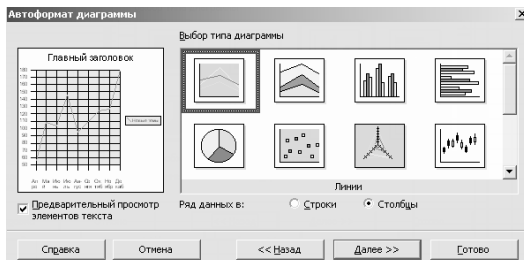 Автоформат диаграммы
Выбор типа диаграммы
Главный заголовок
Линии
Предварительный просмотр
элементов текста
Ряд данных в:
Строки
Столбцы
Справка
Отмена
<< Назад
Далее >>
Готово